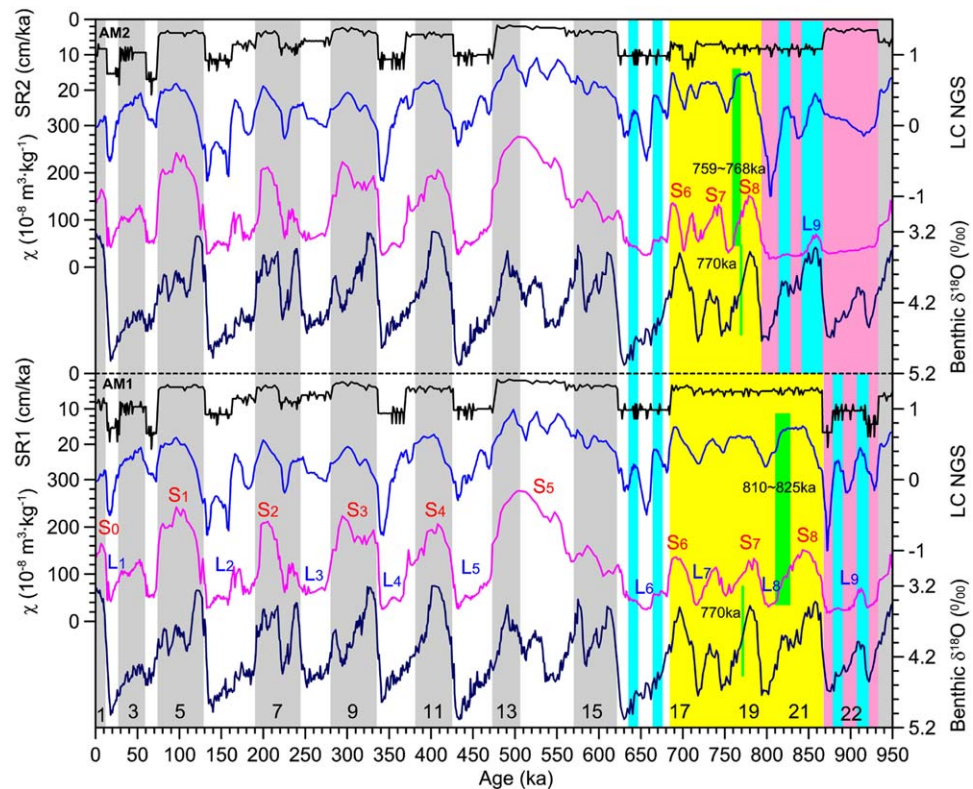 AM2
SR2 (cm/ka)
0
10
20
300
200
100
0
χ (10⁻⁸ m³·kg⁻¹)
1
0
-1
LC NGS
3.2
4.2
5.2
Benthic δ¹⁸O (⁰/₀₀)
759~768ka
S6 S7 S8
L9
770ka
AM1
SR1 (cm/ka)
0
10
20
300
200
100
0
χ (10⁻⁸ m³·kg⁻¹)
1
0
-1
LC NGS
3.2
4.2
5.2
Benthic δ¹⁸O (⁰/₀₀)
810~825ka
S0 S1 S2 S3 S4 S5 S6 S7 S8
L1 L2 L3 L4 L5 L6 L7 L8 L9
770ka
1 3 5 7 9 11 13 15 17 19 21 22
0 50 100 150 200 250 300 350 400 450 500 550 600 650 700 750 800 850 900 950
Age (ka)